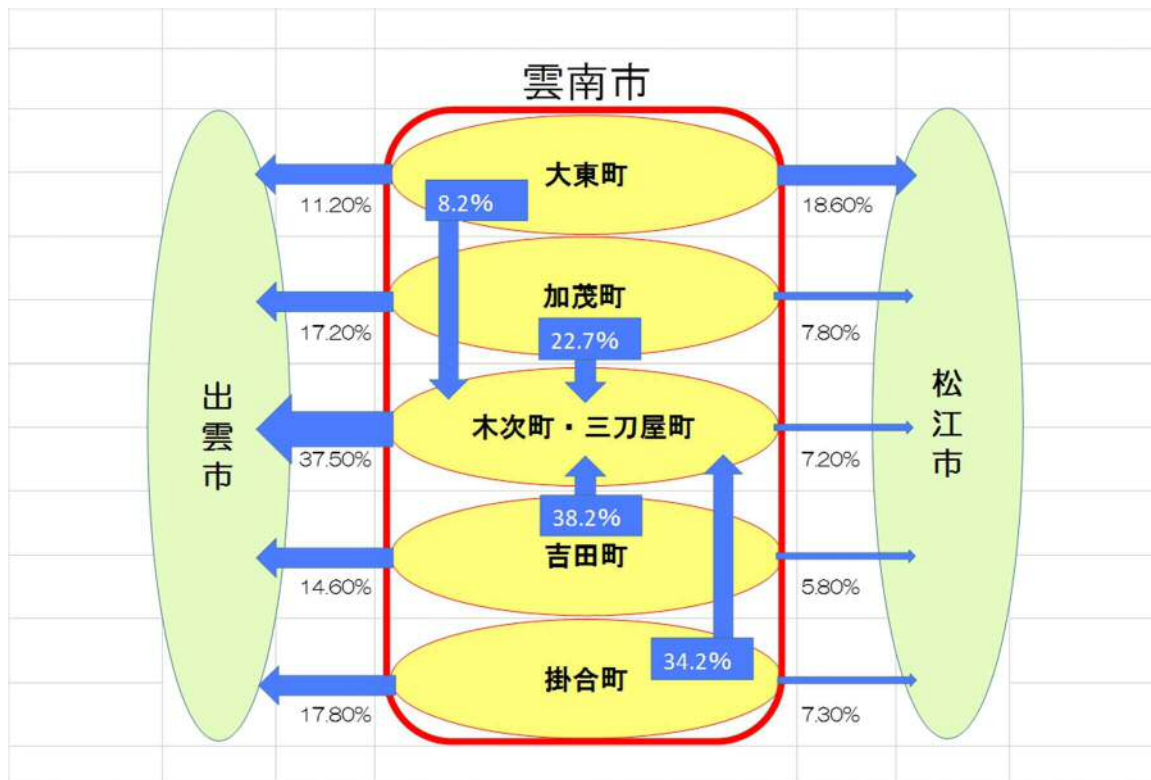 雲南市
大東町
11.20%
8.2%
18.60%
加茂町
17.20%
22.7%
7.80%
出雲市
木次町・三刀屋町
松江市
37.50%
7.20%
38.2%
吉田町
14.60%
5.80%
34.2%
掛合町
17.80%
7.30%